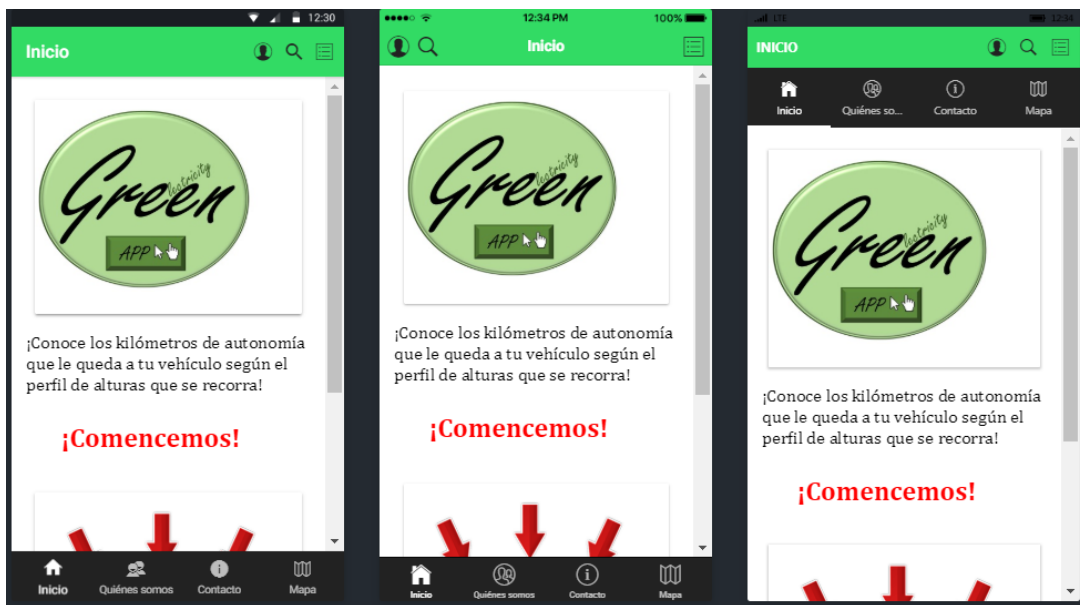 12:30
Inicio
Green
lectricity
APP
¡Conoce los kilómetros de autonomía
que le queda a tu vehículo según el
perfil de alturas que se recorra!
¡Comencemos!
Inicio Quiénes somos Contacto Mapa
12:34 PM 100%
Inicio
Green
lectricity
APP
¡Conoce los kilómetros de autonomía
que le queda a tu vehículo según el
perfil de alturas que se recorra!
¡Comencemos!
Inicio Quiénes somos Contacto Mapa
LTE 12:34
INICIO
Inicio Quiénes so... Contacto Mapa
Green
lectricity
APP
¡Conoce los kilómetros de autonomía
que le queda a tu vehículo según el
perfil de alturas que se recorra!
¡Comencemos!